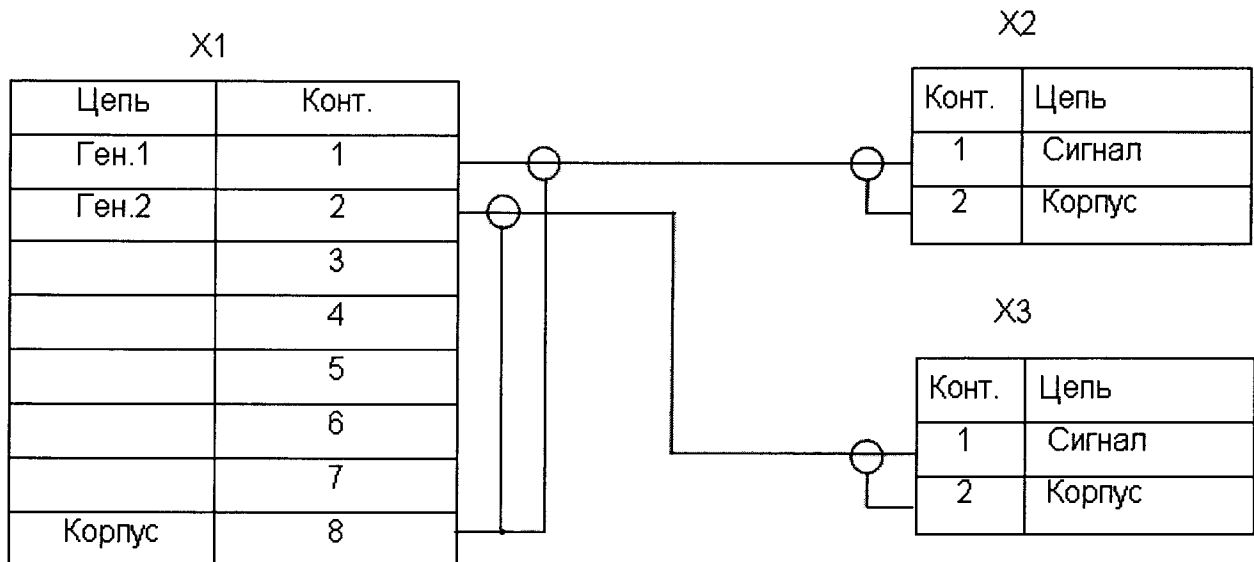 X1
Цепь Конт.
Ген.1 1
Ген.2 2
3
4
5
6
7
Корпус 8
X2
Конт. Цепь
1 Сигнал
2 Корпус
X3
Конт. Цепь
1 Сигнал
2 Корпус